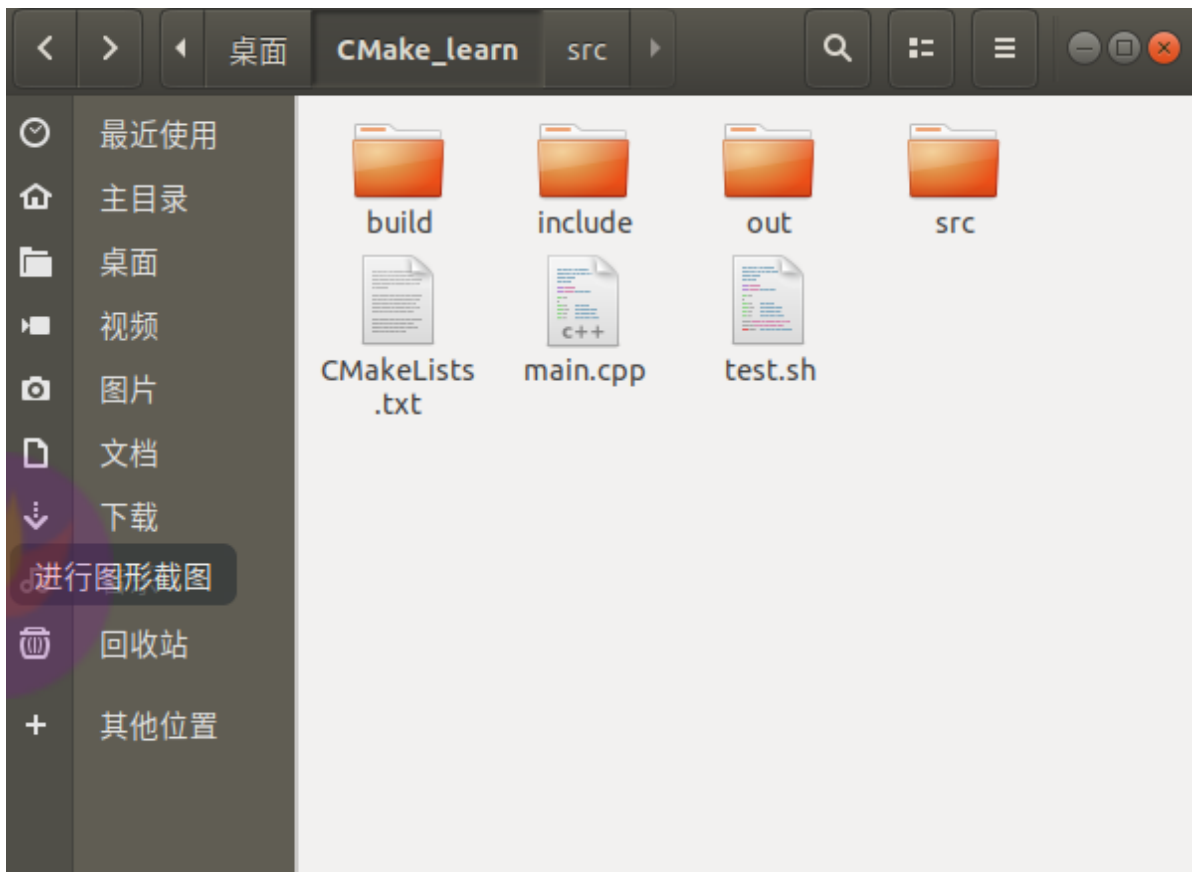 桌面 CMake_learn src
最近使用
主目录
桌面
视频
图片
文档
下载
进行图形截图
回收站
其他位置
build include out src
c++
CMakeLists
.txt
main.cpp test.sh